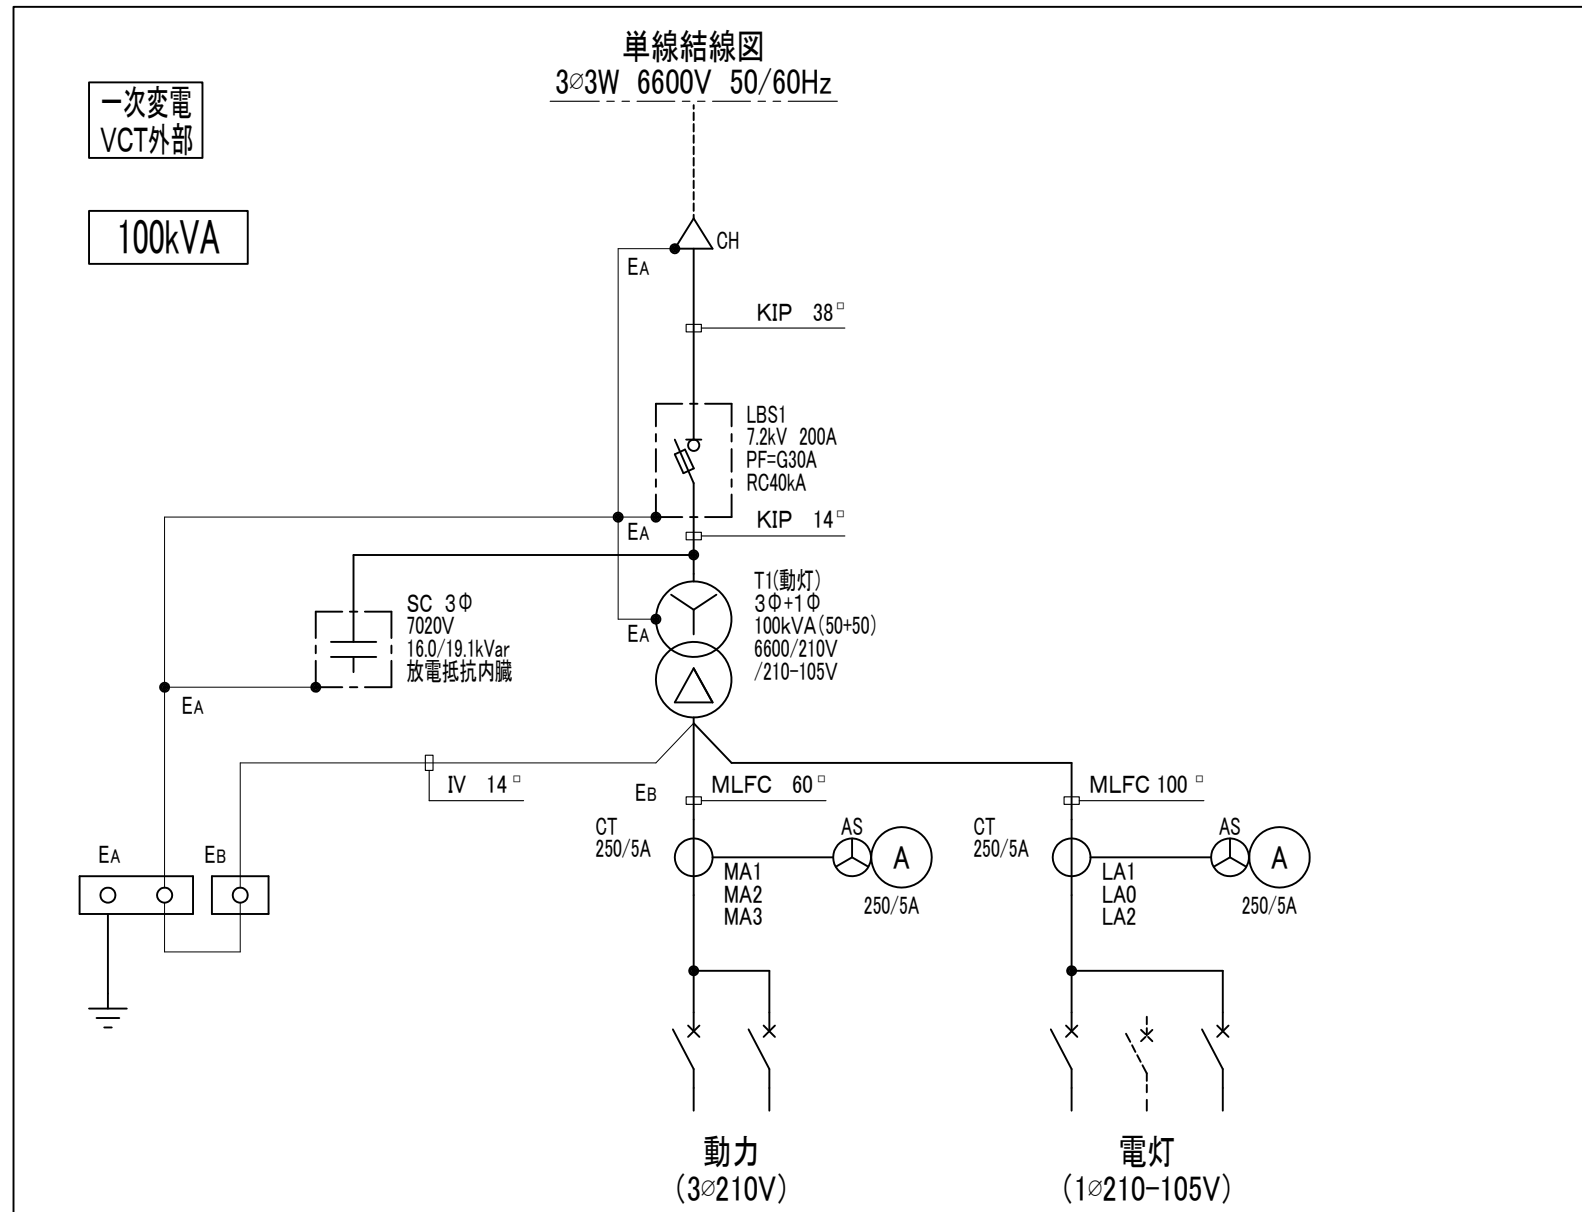 単線結線図
3∅3W 6600V 50/60Hz
一次変電
VCT外部
100kVA
CH
EA
KIP 38□
LBS1
7.2kV 200A
PF=G30A
RC40kA
EA
KIP 14□
T1(動灯)
3Φ+1Φ
100kVA(50+50)
6600/210V
/210-105V
SC 3Φ
7020V
16.0/19.1kVar
放電抵抗内臓
EA
EA
IV 14□
EB
MLFC 60□
MLFC 100□
CT
250/5A
AS
A
MA1
MA2
MA3
250/5A
CT
250/5A
AS
A
LA1
LA0
LA2
250/5A
EA
EB
動力
(3∅210V)
電灯
(1∅210-105V)